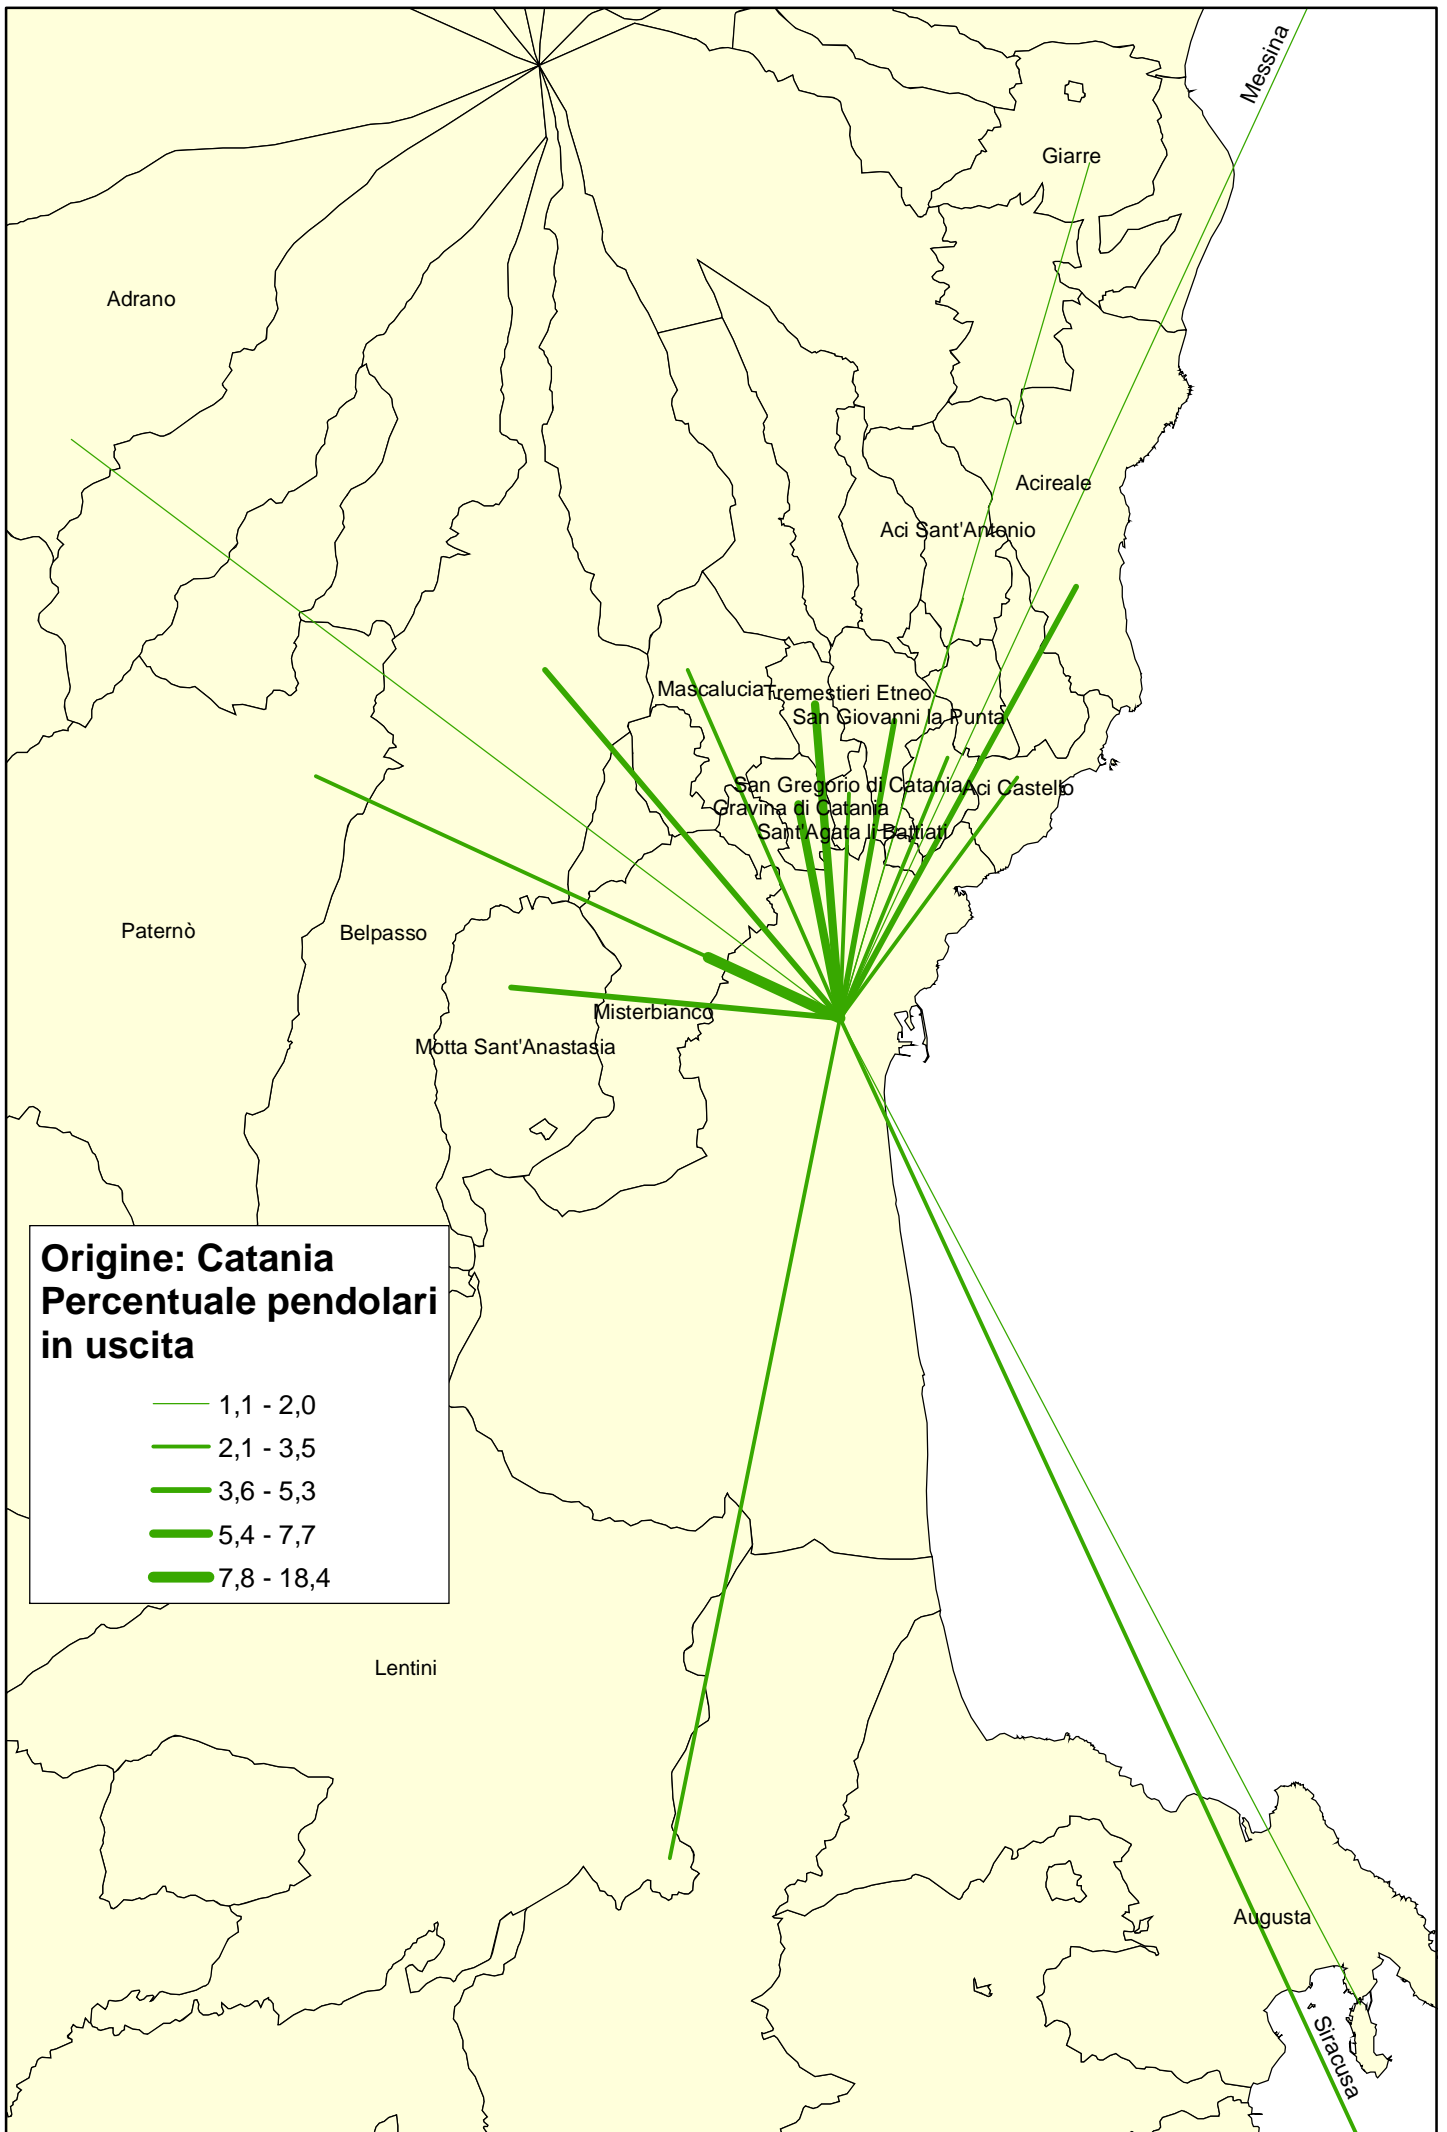 Messina
Giarre
Adrano
Acireale
Aci Sant'Antonio
Mascalucia
Tremestieri Etneo
San Giovanni la Punta
San Gregorio di Catania
Aci Castello
Gravina di Catania
Sant'Agata li Battiati
Paternò
Belpasso
Misterbianco
Motta Sant'Anastasia
Origine: Catania
Percentuale pendolari
in uscita
1,1 - 2,0
2,1 - 3,5
3,6 - 5,3
5,4 - 7,7
7,8 - 18,4
Lentini
Augusta
Siracusa